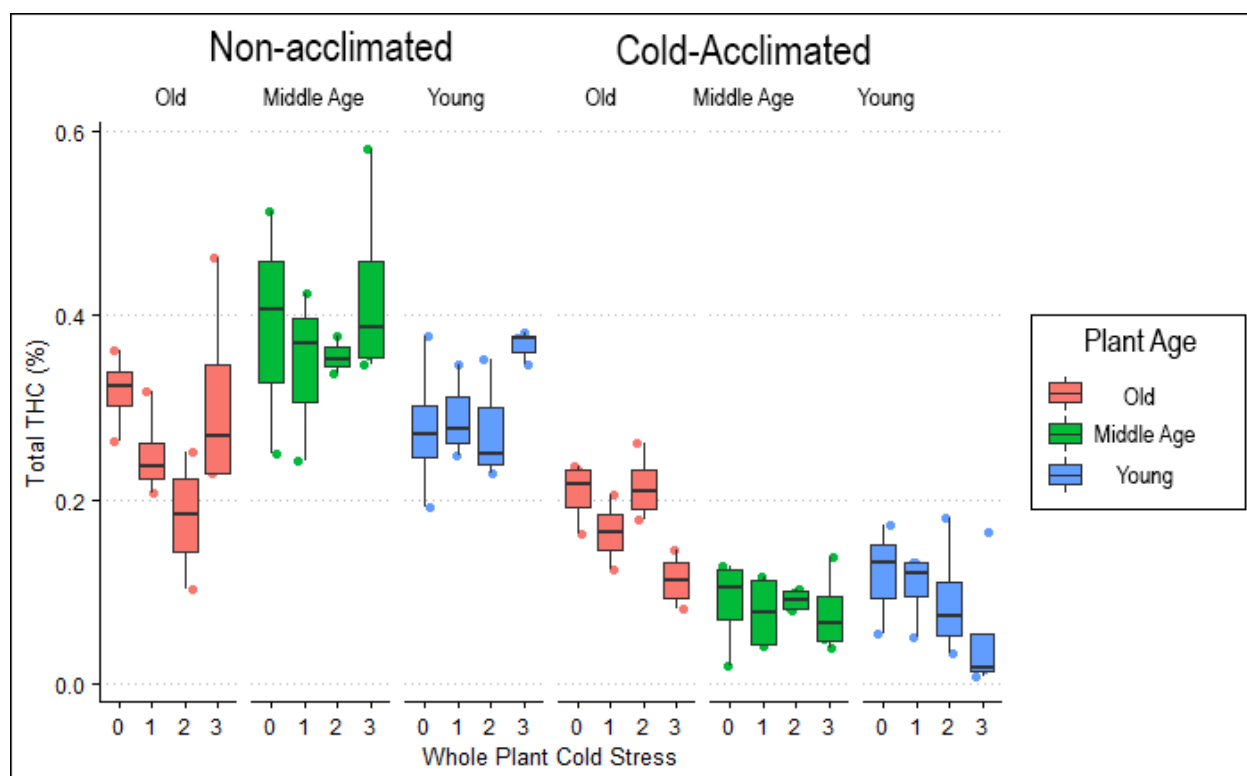 Non-acclimated Cold-Acclimated
Old Middle Age Young Old Middle Age Young
0.6
0.4
0.2
0.0
Total THC (%)
0 1 2 3 0 1 2 3 0 1 2 3 0 1 2 3 0 1 2 3 0 1 2 3
Whole Plant Cold Stress
Plant Age
Old
Middle Age
Young